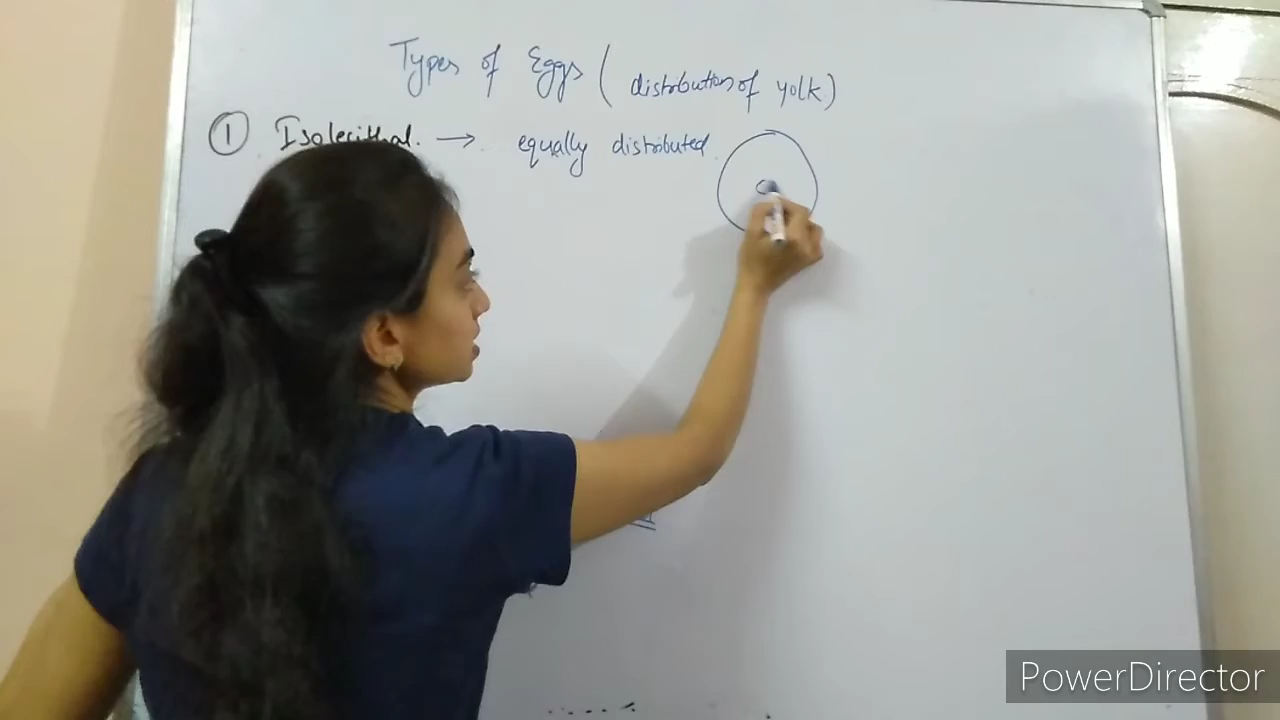 Types of Eggs ( distribution of yolk)
① Isolecithal. → equally distributed.
PowerDirector